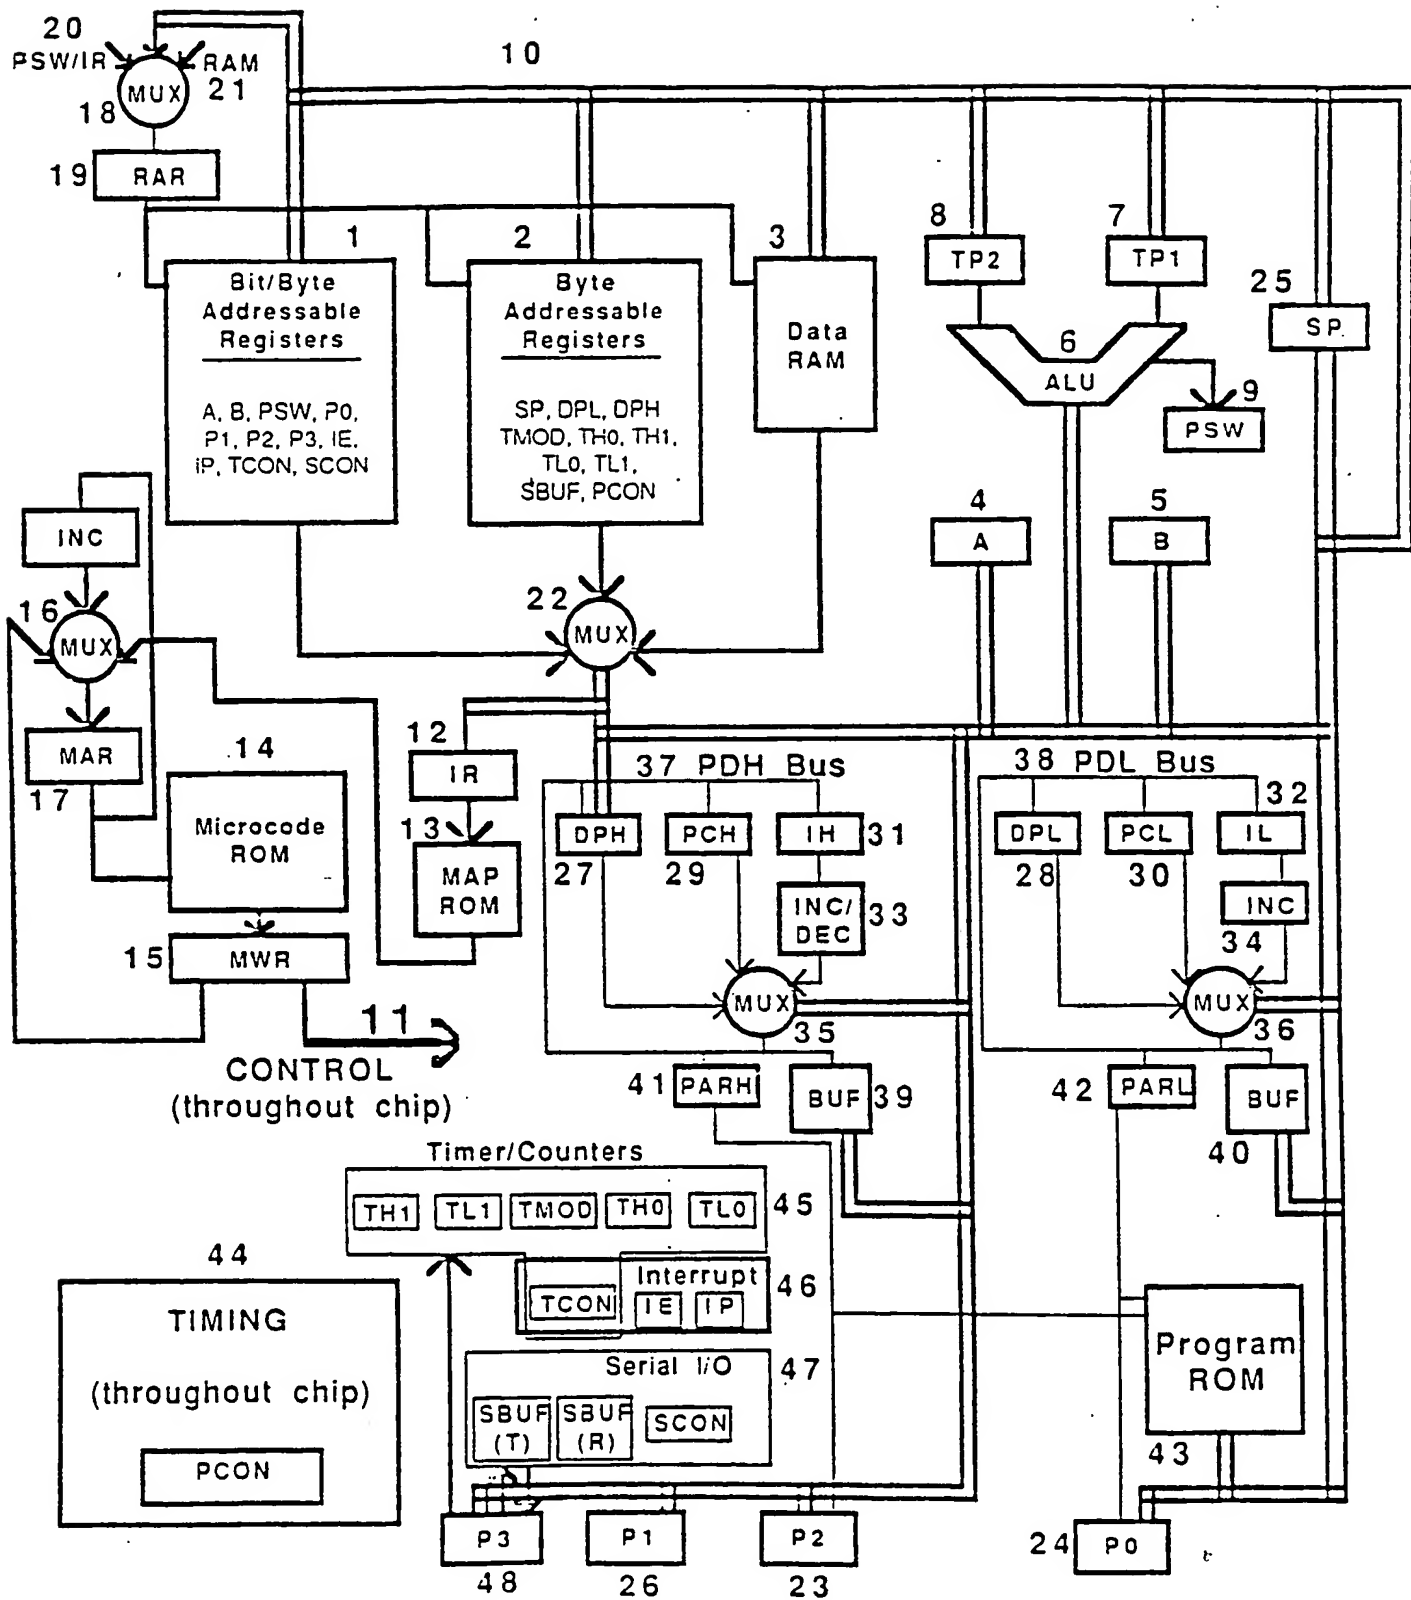 20
PSW/IR
RAM
21
10
MUX
18
19
RAR
1
2
3
8
7
TP2
TP1
25
SP
Bit/Byte
Addressable
Registers
A, B, PSW, P0,
P1, P2, P3, IE,
IP, TCON, SCON
Byte
Addressable
Registers
SP, DPL, DPH
TMOD, TH0, TH1,
TL0, TL1,
SBUF, PCON
Data
RAM
6
ALU
9
PSW
4
A
5
B
INC
16
MUX
22
MUX
MAR
17
14
Microcode
ROM
15
MWR
11
CONTROL
(throughout chip)
12
IR
13
MAP
ROM
37 PDH Bus
DPH
PCH
IH
31
27
29
INC/
DEC
33
MUX
35
41
PARH
BUF
39
38 PDL Bus
32
DPL
PCL
IL
28
30
INC
34
MUX
36
42
PARL
BUF
40
Timer/Counters
TH1
TL1
TMOD
TH0
TL0
45
Interrupt
TCON
IE
IP
46
Serial I/O
47
SBUF
(T)
SBUF
(R)
SCON
44
TIMING
(throughout chip)
PCON
Program
ROM
43
P3
48
P1
26
P2
23
24
P0